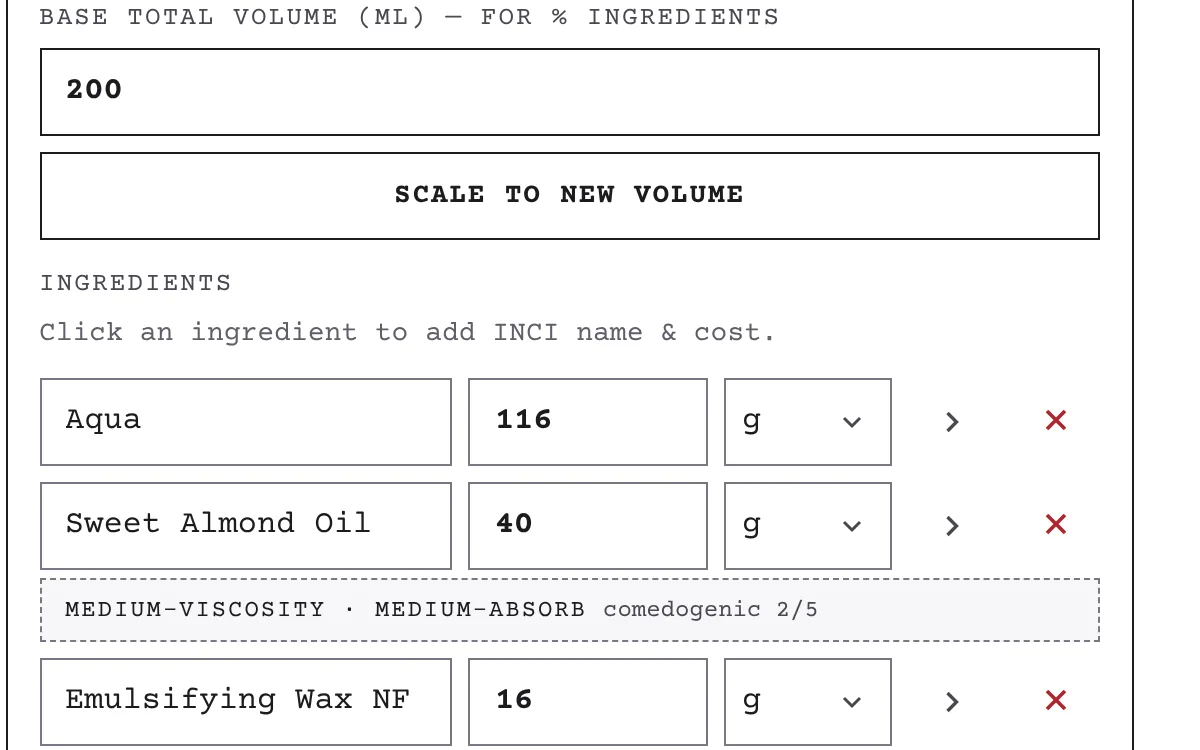 BASE TOTAL VOLUME (ML) — FOR % INGREDIENTS
200
SCALE TO NEW VOLUME
INGREDIENTS
Click an ingredient to add INCI name & cost.
Aqua 116 g
Sweet Almond Oil 40 g
MEDIUM-VISCOSITY · MEDIUM-ABSORB comedogenic 2/5
Emulsifying Wax NF 16 g